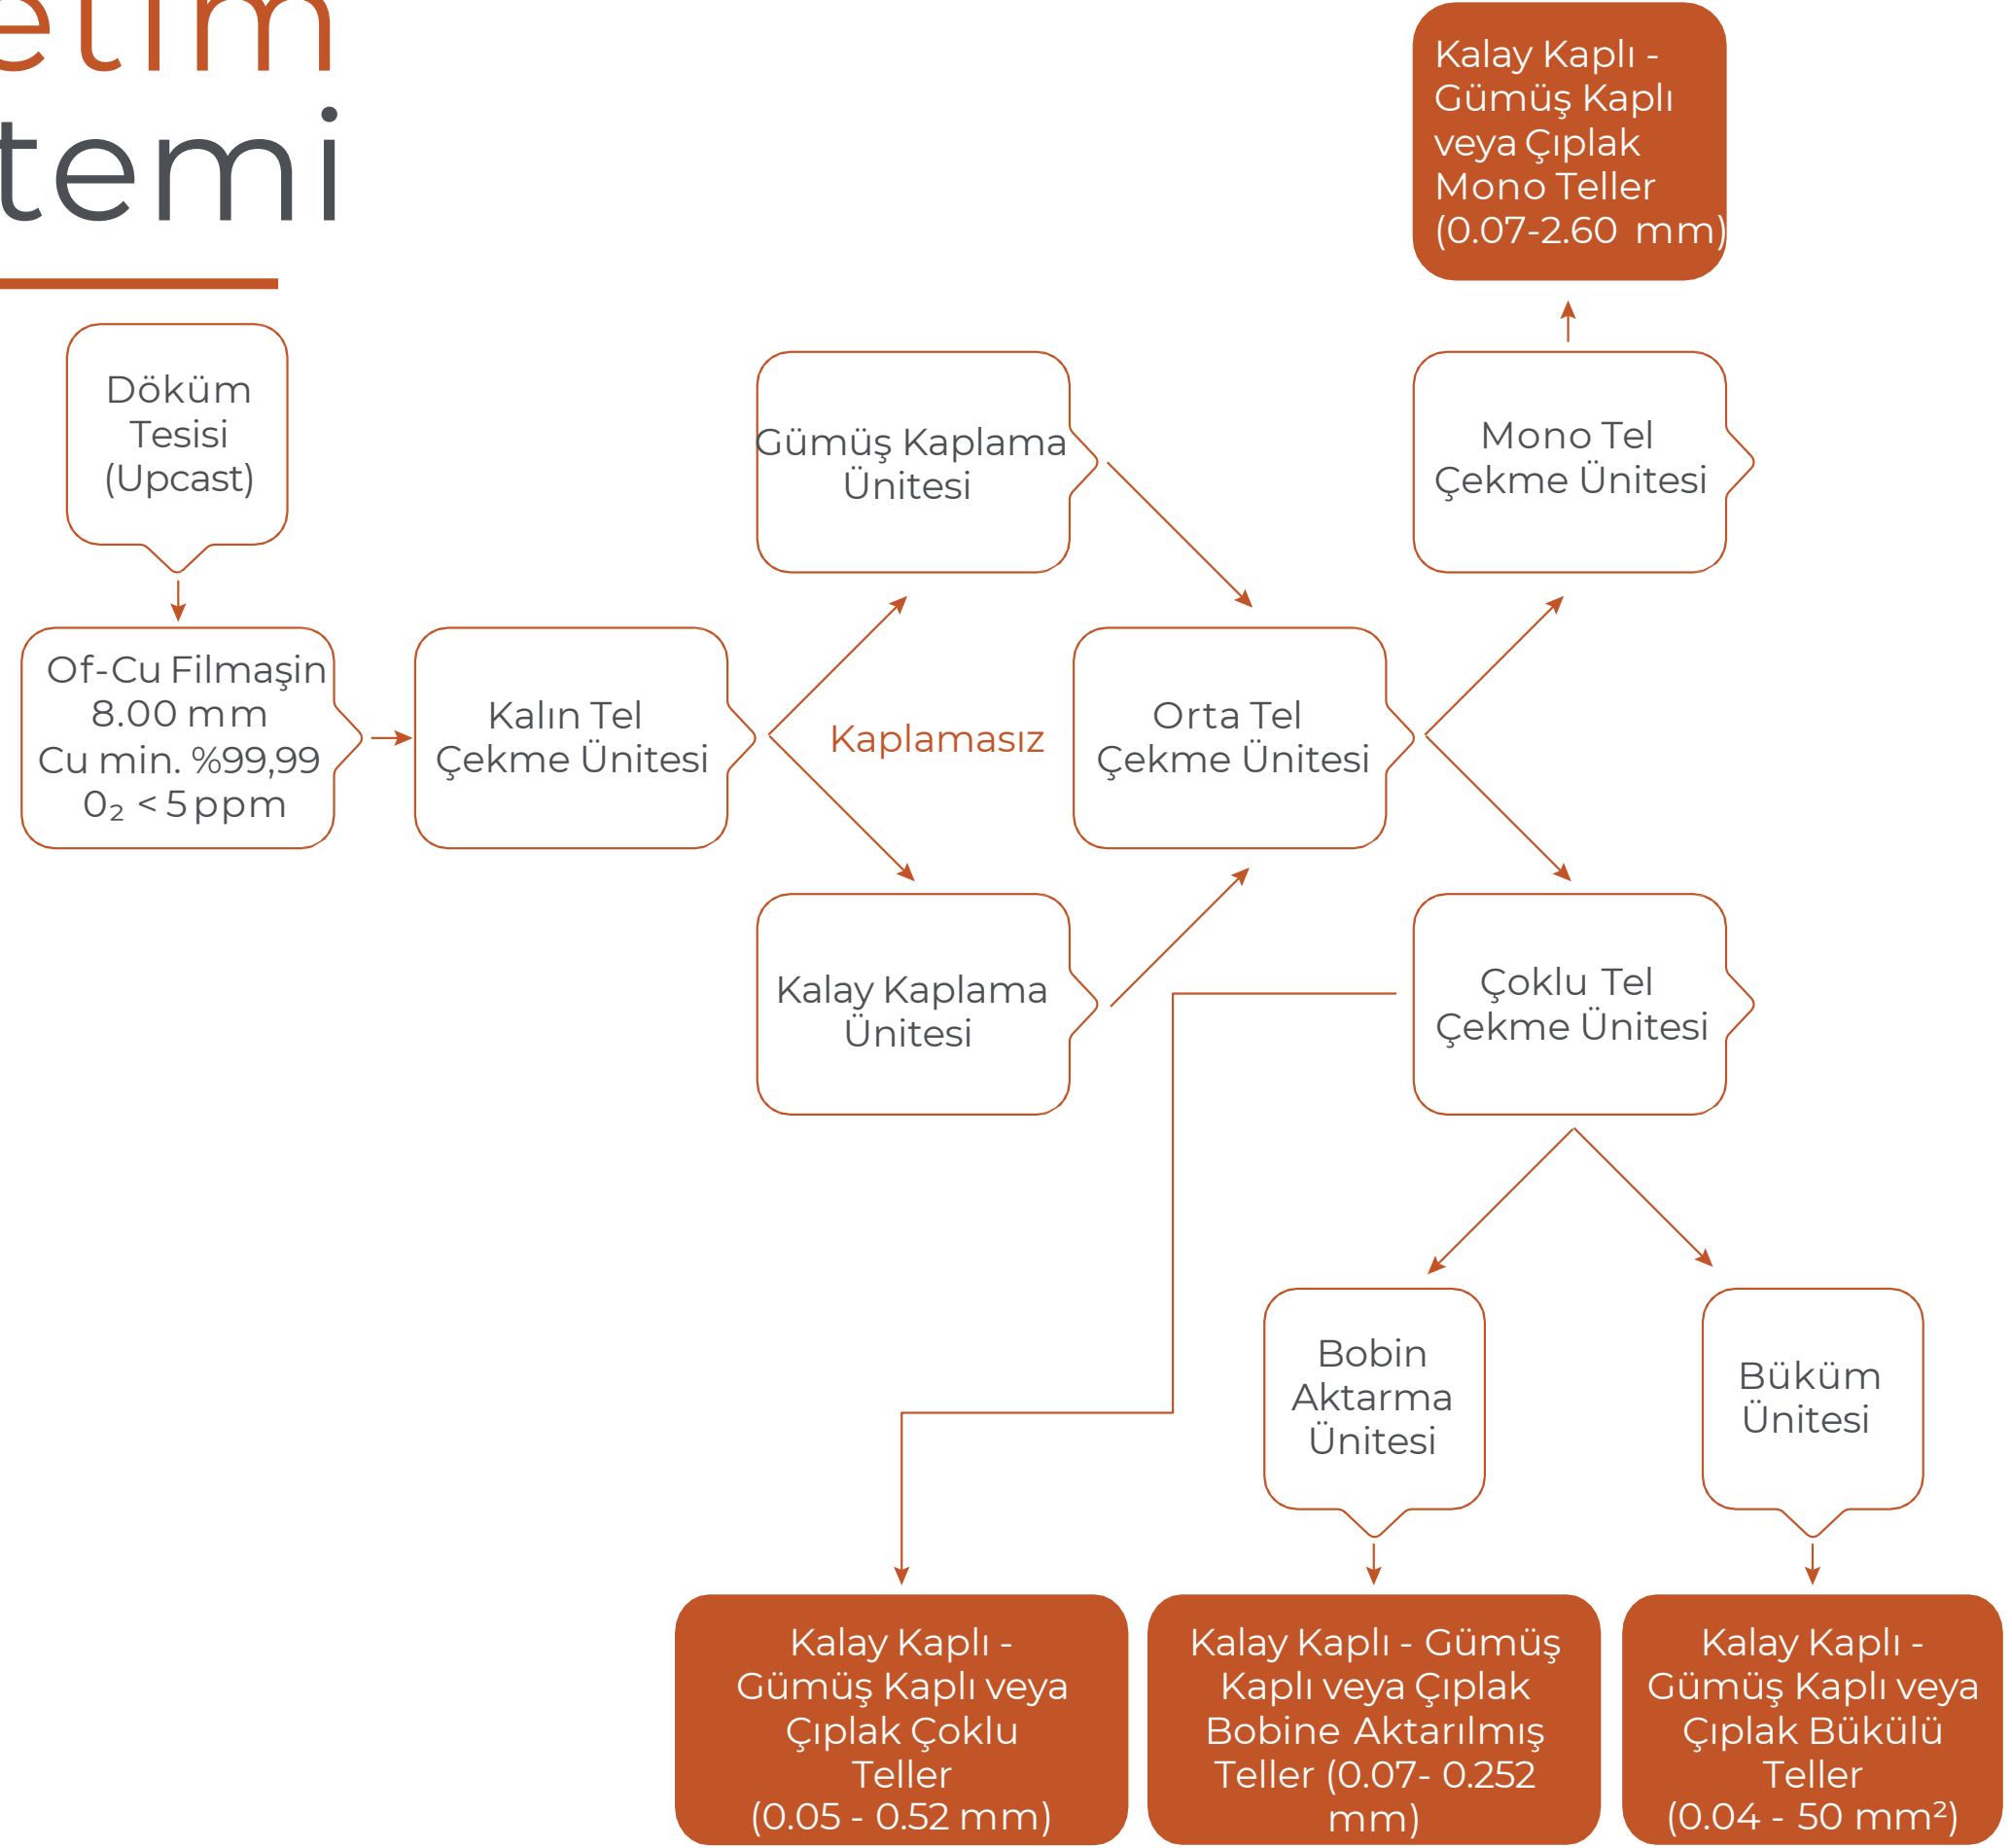 etim
temi
Kalay Kaplı -
Gümüş Kaplı
veya Çıplak
Mono Teller
(0.07-2.60 mm)
Döküm
Tesisi
(Upcast)
Gümüş Kaplama
Ünitesi
Mono Tel
Çekme Ünitesi
Of-Cu Filmaşin
8.00 mm
Cu min. %99,99
0₂ < 5 ppm
Kalın Tel
Çekme Ünitesi
Kaplamasız
Orta Tel
Çekme Ünitesi
Kalay Kaplama
Ünitesi
Çoklu Tel
Çekme Ünitesi
Bobin
Aktarma
Ünitesi
Büküm
Ünitesi
Kalay Kaplı -
Gümüş Kaplı veya
Çıplak Çoklu
Teller
(0.05 - 0.52 mm)
Kalay Kaplı - Gümüş
Kaplı veya Çıplak
Bobine Aktarılmış
Teller (0.07- 0.252
mm)
Kalay Kaplı -
Gümüş Kaplı veya
Çıplak Bükülü
Teller
(0.04 - 50 mm²)